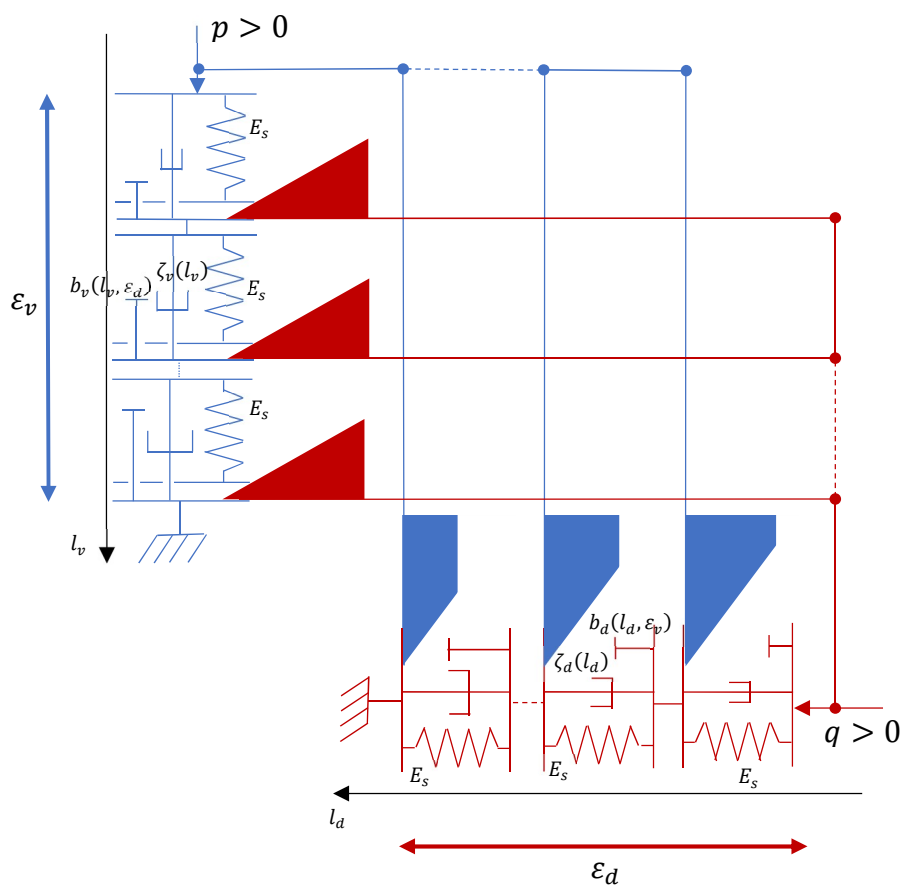 p > 0
E_s
ζ_v(l_v)
b_v(l_v, ε_d)
E_s
ε_v
E_s
l_v
b_d(l_d, ε_v)
ζ_d(l_d)
q > 0
E_s
E_s
E_s
l_d
ε_d